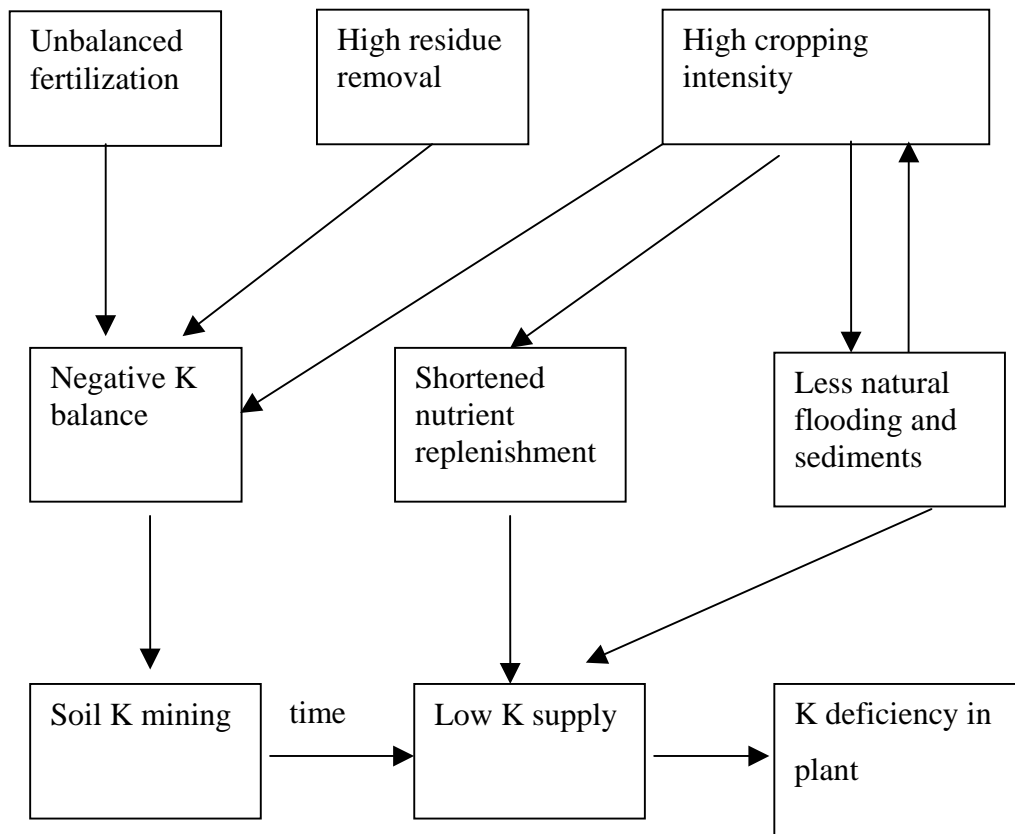 Unbalanced
fertilization
High residue
removal
High cropping
intensity
Negative K
balance
Shortened
nutrient
replenishment
Less natural
flooding and
sediments
Soil K mining
time
Low K supply
K deficiency in
plant